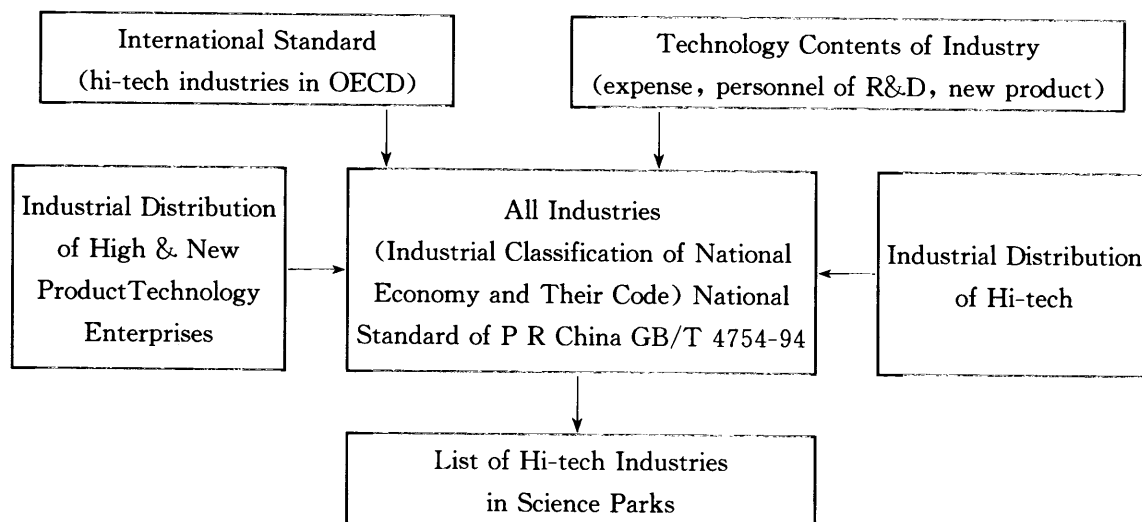 International Standard
(hi-tech industries in OECD)
Technology Contents of Industry
(expense, personnel of R&D, new product)
Industrial Distribution
of High & New
ProductTechnology
Enterprises
All Industries
(Industrial Classification of National
Economy and Their Code) National
Standard of P R China GB/T 4754-94
Industrial Distribution
of Hi-tech
List of Hi-tech Industries
in Science Parks